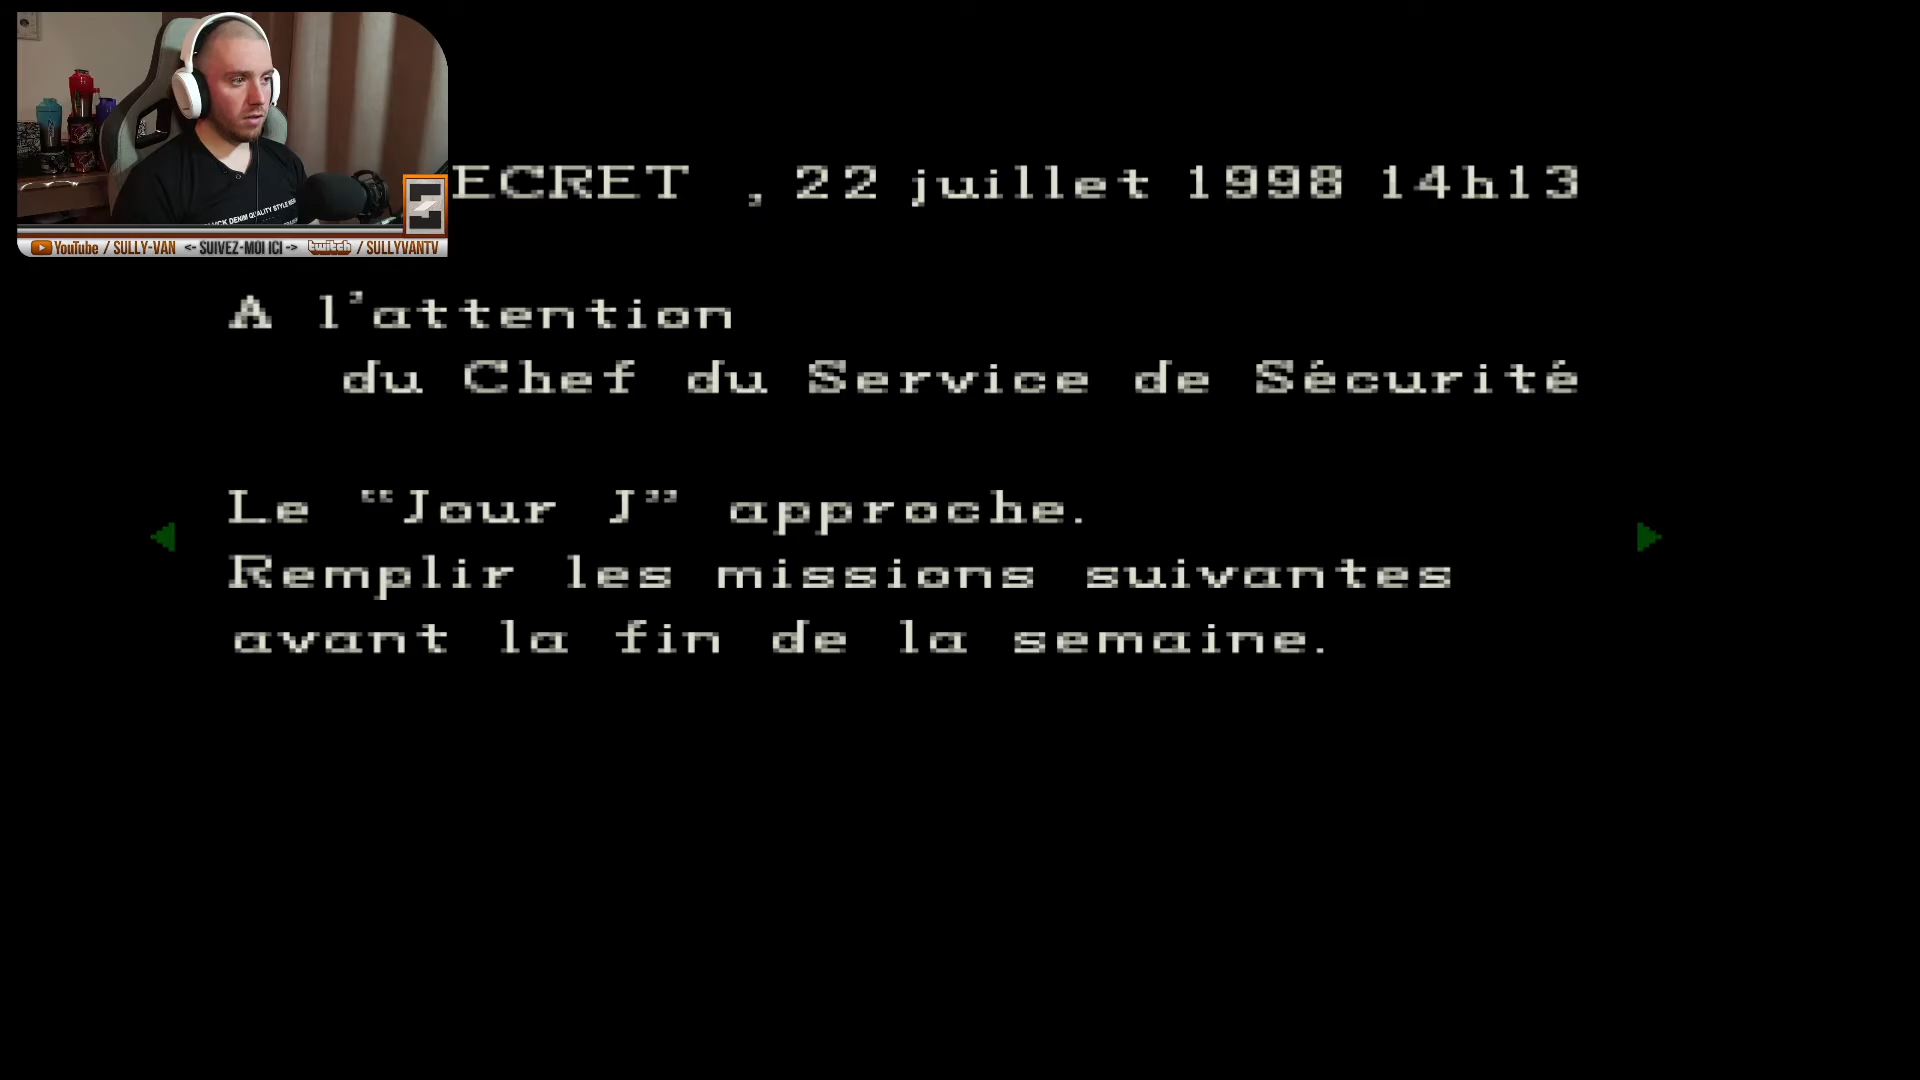 ECRET , 22 juillet 1998 14h13
YouTube / SULLY-VAN <- SUIVEZ-MOI ICI -> twitch / SULLYVANTV
A l'attention
du Chef du Service de Sécurité
Le “Jour J” approche.
Remplir les missions suivantes
avant la fin de la semaine.